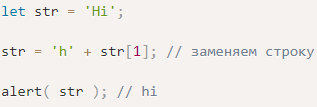 let str = 'Hi';
str = 'h' + str[1]; // заменяем строку
alert( str ); // hi